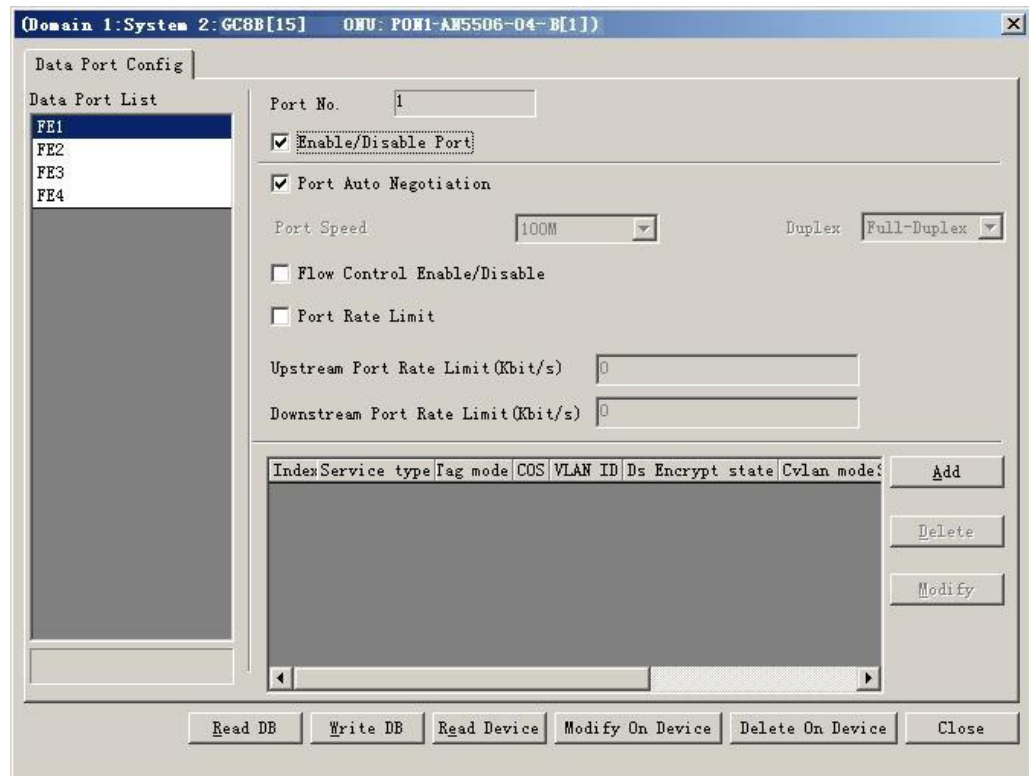 (Domain 1:System 2:GC8B[15] ONU: PON1-AN5506-04-B[1])
Data Port Config
Data Port List
FE1
FE2
FE3
FE4
Port No. 1
Enable/Disable Port
Port Auto Negotiation
Port Speed 100M Duplex Full-Duplex
Flow Control Enable/Disable
Port Rate Limit
Upstream Port Rate Limit(Kbit/s) 0
Downstream Port Rate Limit(Kbit/s) 0
Index Service type Tag mode COS VLAN ID Ds Encrypt state Cvlan mode
Add
Delete
Modify
Read DB Write DB Read Device Modify On Device Delete On Device Close